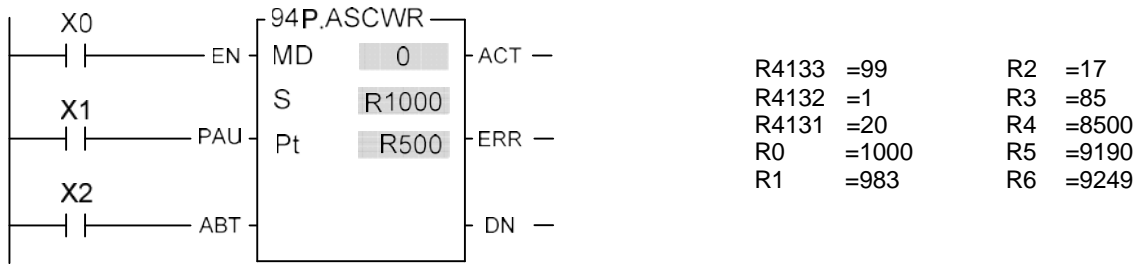 X0
94P.ASCWR
EN MD 0 ACT
X1
S R1000
PAU Pt R500 ERR
X2
ABT DN
R4133 =99 R2 =17
R4132 =1 R3 =85
R4131 =20 R4 =8500
R0 =1000 R5 =9190
R1 =983 R6 =9249